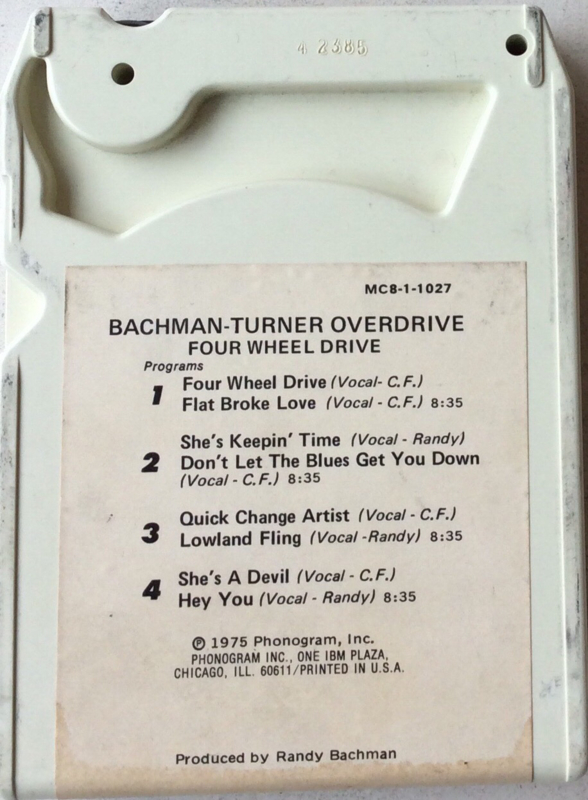 4 2385
MC8-1-1027
BACHMAN-TURNER OVERDRIVE
FOUR WHEEL DRIVE
Programs
1 Four Wheel Drive (Vocal- C.F.)
Flat Broke Love (Vocal - C.F.) 8:35
She's Keepin' Time (Vocal - Randy)
2 Don't Let The Blues Get You Down
(Vocal - C.F.) 8:35
Quick Change Artist (Vocal - C.F.)
3 Lowland Fling (Vocal -Randy) 8:35
She's A Devil (Vocal - C.F.)
4 Hey You (Vocal - Randy) 8:35
℗ 1975 Phonogram, Inc.
PHONOGRAM INC., ONE IBM PLAZA,
CHICAGO, ILL. 60611/PRINTED IN U.S.A.
Produced by Randy Bachman